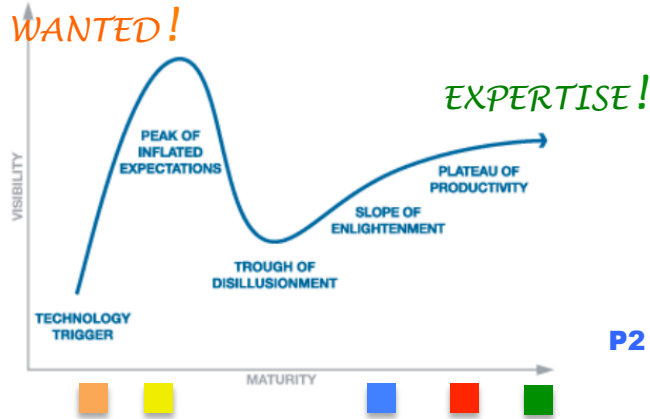 WANTED!
EXPERTISE!
PEAK OF
INFLATED
EXPECTATIONS
PLATEAU OF
PRODUCTIVITY
VISIBILITY
SLOPE OF
ENLIGHTENMENT
TROUGH OF
DISILLUSIONMENT
TECHNOLOGY
TRIGGER
P2
MATURITY